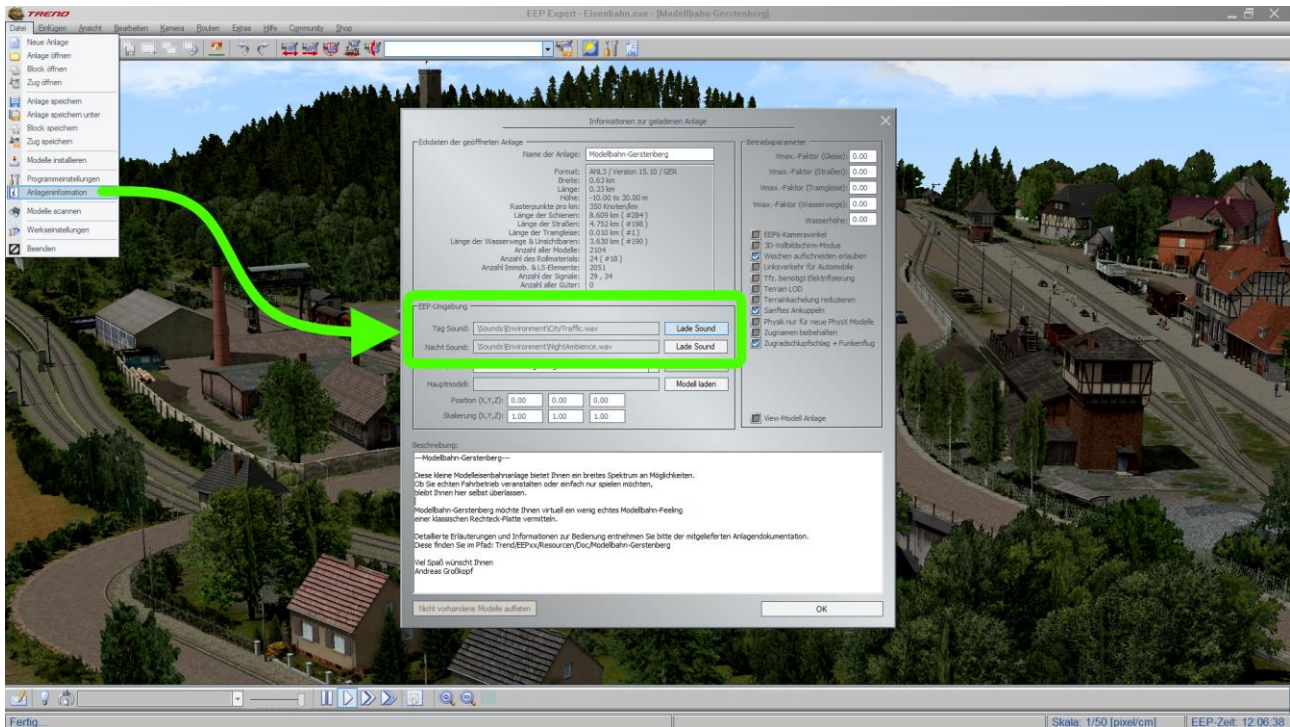 TREND
EEP Expert - Eisenbahn.exe - [Modellbahn-Gerstenberg]
Datei Einfügen Ansicht Bearbeiten Kamera Routen Extras Hilfe Community Shop
Neue Anlage
Anlage öffnen
Block öffnen
Zug öffnen
Anlage speichern
Anlage speichern unter
Block speichern
Zug speichern
Modelle installieren
Programmeinstellungen
Anlageninformation
Modelle scannen
Werkseinstellungen
Beenden
Informationen zur geladenen Anlage
Eckdaten der geöffneten Anlage
Name der Anlage: Modellbahn-Gerstenberg
Format: ANL3 / Version 15.10 / GER
Breite: 0.63 km
Länge: 0.33 km
Höhe: -10.00 to 30.00 m
Rasterpunkte pro km: 350 Knoten/km
Länge der Schienen: 8.609 km ( #284 )
Länge der Straßen: 4.752 km ( #198 )
Länge der Tramgleise: 0.010 km ( #1 )
Länge der Wasserwege & Unsichtbaren: 3.630 km ( #190 )
Anzahl aller Modelle: 2104
Anzahl des Rollmaterials: 24 ( #18 )
Anzahl Immob. & LS-Elemente: 2051
Anzahl der Signale: 29 , 34
Anzahl aller Güter: 0
EEP-Umgebung
Tag Sound: \Sounds\Environment\CityTraffic.wav Lade Sound
Nacht Sound: \Sounds\Environment\NightAmbience.wav Lade Sound
Hauptmodell: Modell laden
Position (X,Y,Z): 0.00 0.00 0.00
Skalierung (X,Y,Z): 1.00 1.00 1.00
Betriebsparameter
Vmax.-Faktor (Gleise): 0.00
Vmax.-Faktor (Straßen): 0.00
Vmax.-Faktor (Tramgleise): 0.00
Vmax.-Faktor (Wasserwege): 0.00
Wasserhöhe: 0.00
EEP6-Kamerawinkel
3D-Vollbildschirm-Modus
Weichen aufschneiden erlauben
Linksverkehr für Automobile
Tfz. benötigt Elektrifizierung
Terrain LOD
Terrainkachelung reduzieren
Sanftes Ankuppeln
Physik nur für neue PhysX Modelle
Zugnamen beibehalten
Zugradschlupfschlag + Funkenflug
View-Modell Anlage
Beschreibung:
---Modellbahn-Gerstenberg---
Diese kleine Modelleisenbahnanlage bietet Ihnen ein breites Spektrum an Möglichkeiten.
Ob Sie echten Fahrbetrieb veranstalten oder einfach nur spielen möchten,
bleibt Ihnen hier selbst überlassen.
Modellbahn-Gerstenberg möchte Ihnen virtuell ein wenig echtes Modellbahn-Feeling
einer klassischen Rechteck-Platte vermitteln.
Detaillierte Erläuterungen und Informationen zur Bedienung entnehmen Sie bitte der mitgelieferten Anlagendokumentation.
Diese finden Sie im Pfad: Trend/EEPxx/Resourcen/Doc/Modellbahn-Gerstenberg
Viel Spaß wünscht Ihnen
Andreas Großkopf
Nicht vorhandene Modelle auflisten
OK
Fertig...
Skala: 1/50 [pixel/cm] EEP-Zeit: 12:06:38